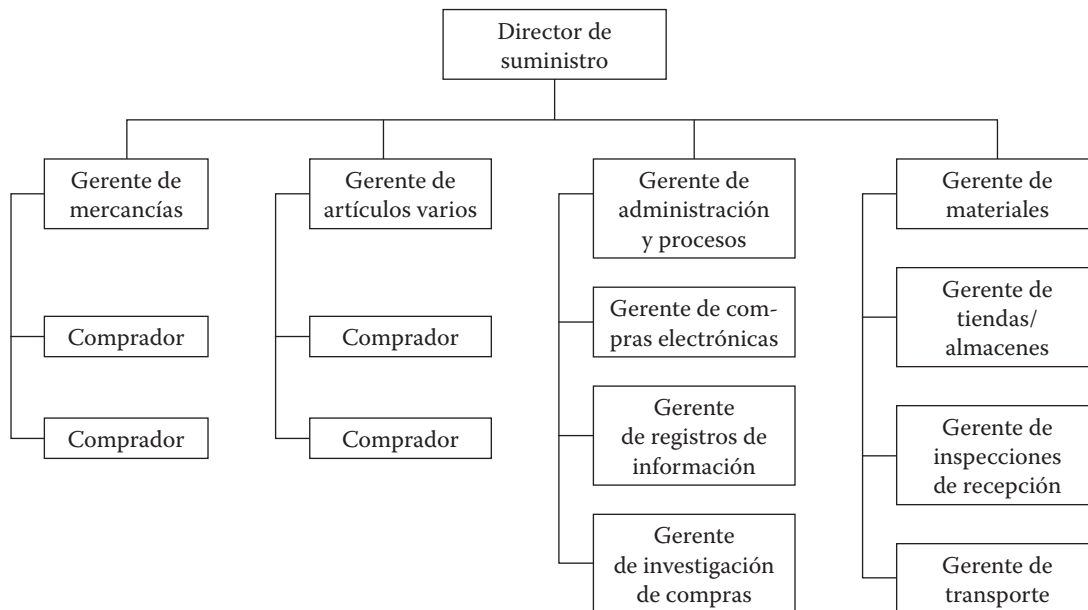 Director de
suministro
Gerente de
mercancías
Comprador
Comprador
Gerente de
artículos varios
Comprador
Comprador
Gerente de
administración
y procesos
Gerente de com-
pras electrónicas
Gerente
de registros de
información
Gerente
de investigación
de compras
Gerente de
materiales
Gerente de
tiendas/
almacenes
Gerente de
inspecciones
de recepción
Gerente de
transporte